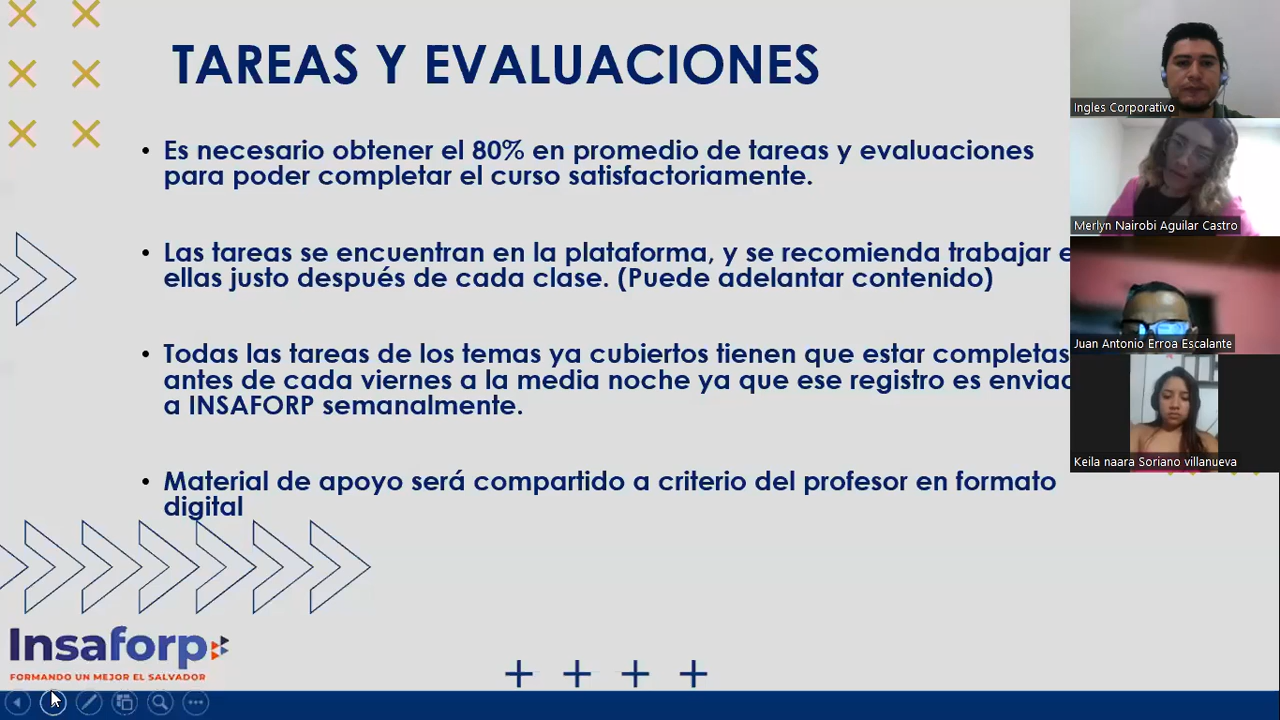 TAREAS Y EVALUACIONES
• Es necesario obtener el 80% en promedio de tareas y evaluaciones
para poder completar el curso satisfactoriamente.
• Las tareas se encuentran en la plataforma, y se recomienda trabajar e
ellas justo después de cada clase. (Puede adelantar contenido)
• Todas las tareas de los temas ya cubiertos tienen que estar completas
antes de cada viernes a la media noche ya que ese registro es enviad
a INSAFORP semanalmente.
• Material de apoyo será compartido a criterio del profesor en formato
digital
Insaforp
FORMANDO UN MEJOR EL SALVADOR
Ingles Corporativo
Merlyn Nairobi Aguilar Castro
Juan Antonio Erroa Escalante
Keila naara Soriano villanueva